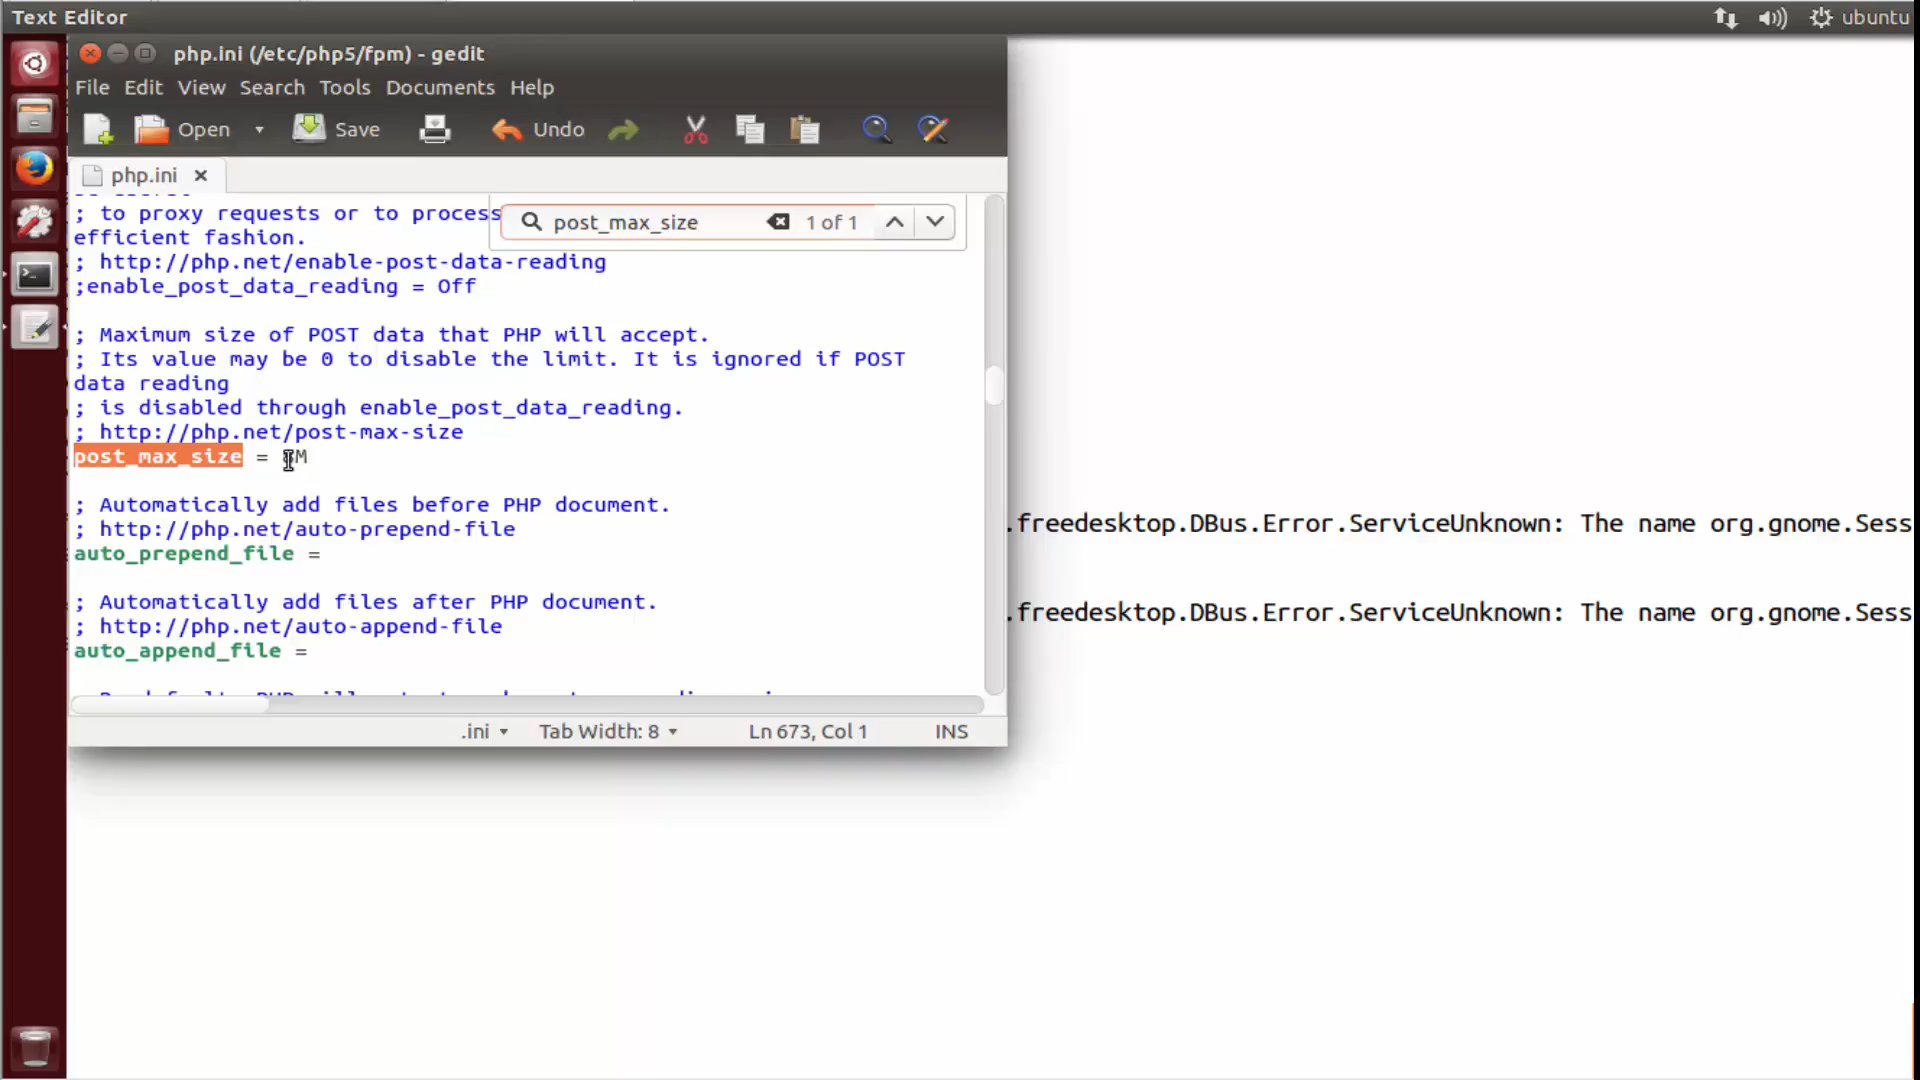 Text Editor
ubuntu
php.ini (/etc/php5/fpm) - gedit
File Edit View Search Tools Documents Help
Open Save Undo
php.ini
; to proxy requests or to process
efficient fashion.
; http://php.net/enable-post-data-reading
;enable_post_data_reading = Off
; Maximum size of POST data that PHP will accept.
; Its value may be 0 to disable the limit. It is ignored if POST
data reading
; is disabled through enable_post_data_reading.
; http://php.net/post-max-size
post_max_size = M
; Automatically add files before PHP document.
; http://php.net/auto-prepend-file
auto_prepend_file =
; Automatically add files after PHP document.
; http://php.net/auto-append-file
auto_append_file =
post_max_size 1 of 1
.ini Tab Width: 8 Ln 673, Col 1 INS
.freedesktop.DBus.Error.ServiceUnknown: The name org.gnome.Sess
.freedesktop.DBus.Error.ServiceUnknown: The name org.gnome.Sess